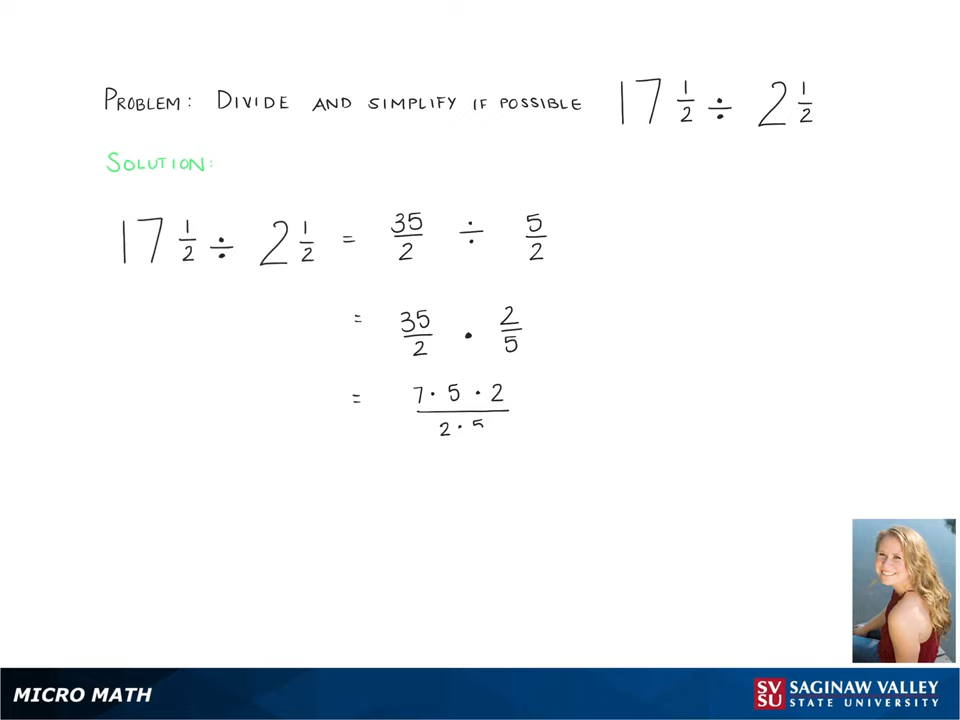 PROBLEM: DIVIDE AND SIMPLIFY IF POSSIBLE 17 1/2 ÷ 2 1/2
SOLUTION:
17 1/2 ÷ 2 1/2 = 35/2 ÷ 5/2
= 35/2 · 2/5
= 7 · 5 · 2 / 2 · 5
MICRO MATH
SVSU SAGINAW VALLEY
STATE UNIVERSITY